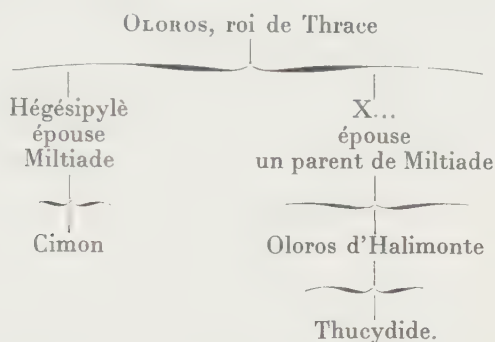 OLOROS, roi de Thrace
Hégésipylè
épouse
Miltiade
Cimon
X...
épouse
un parent de Miltiade
Oloros d'Halimonte
Thucydide.